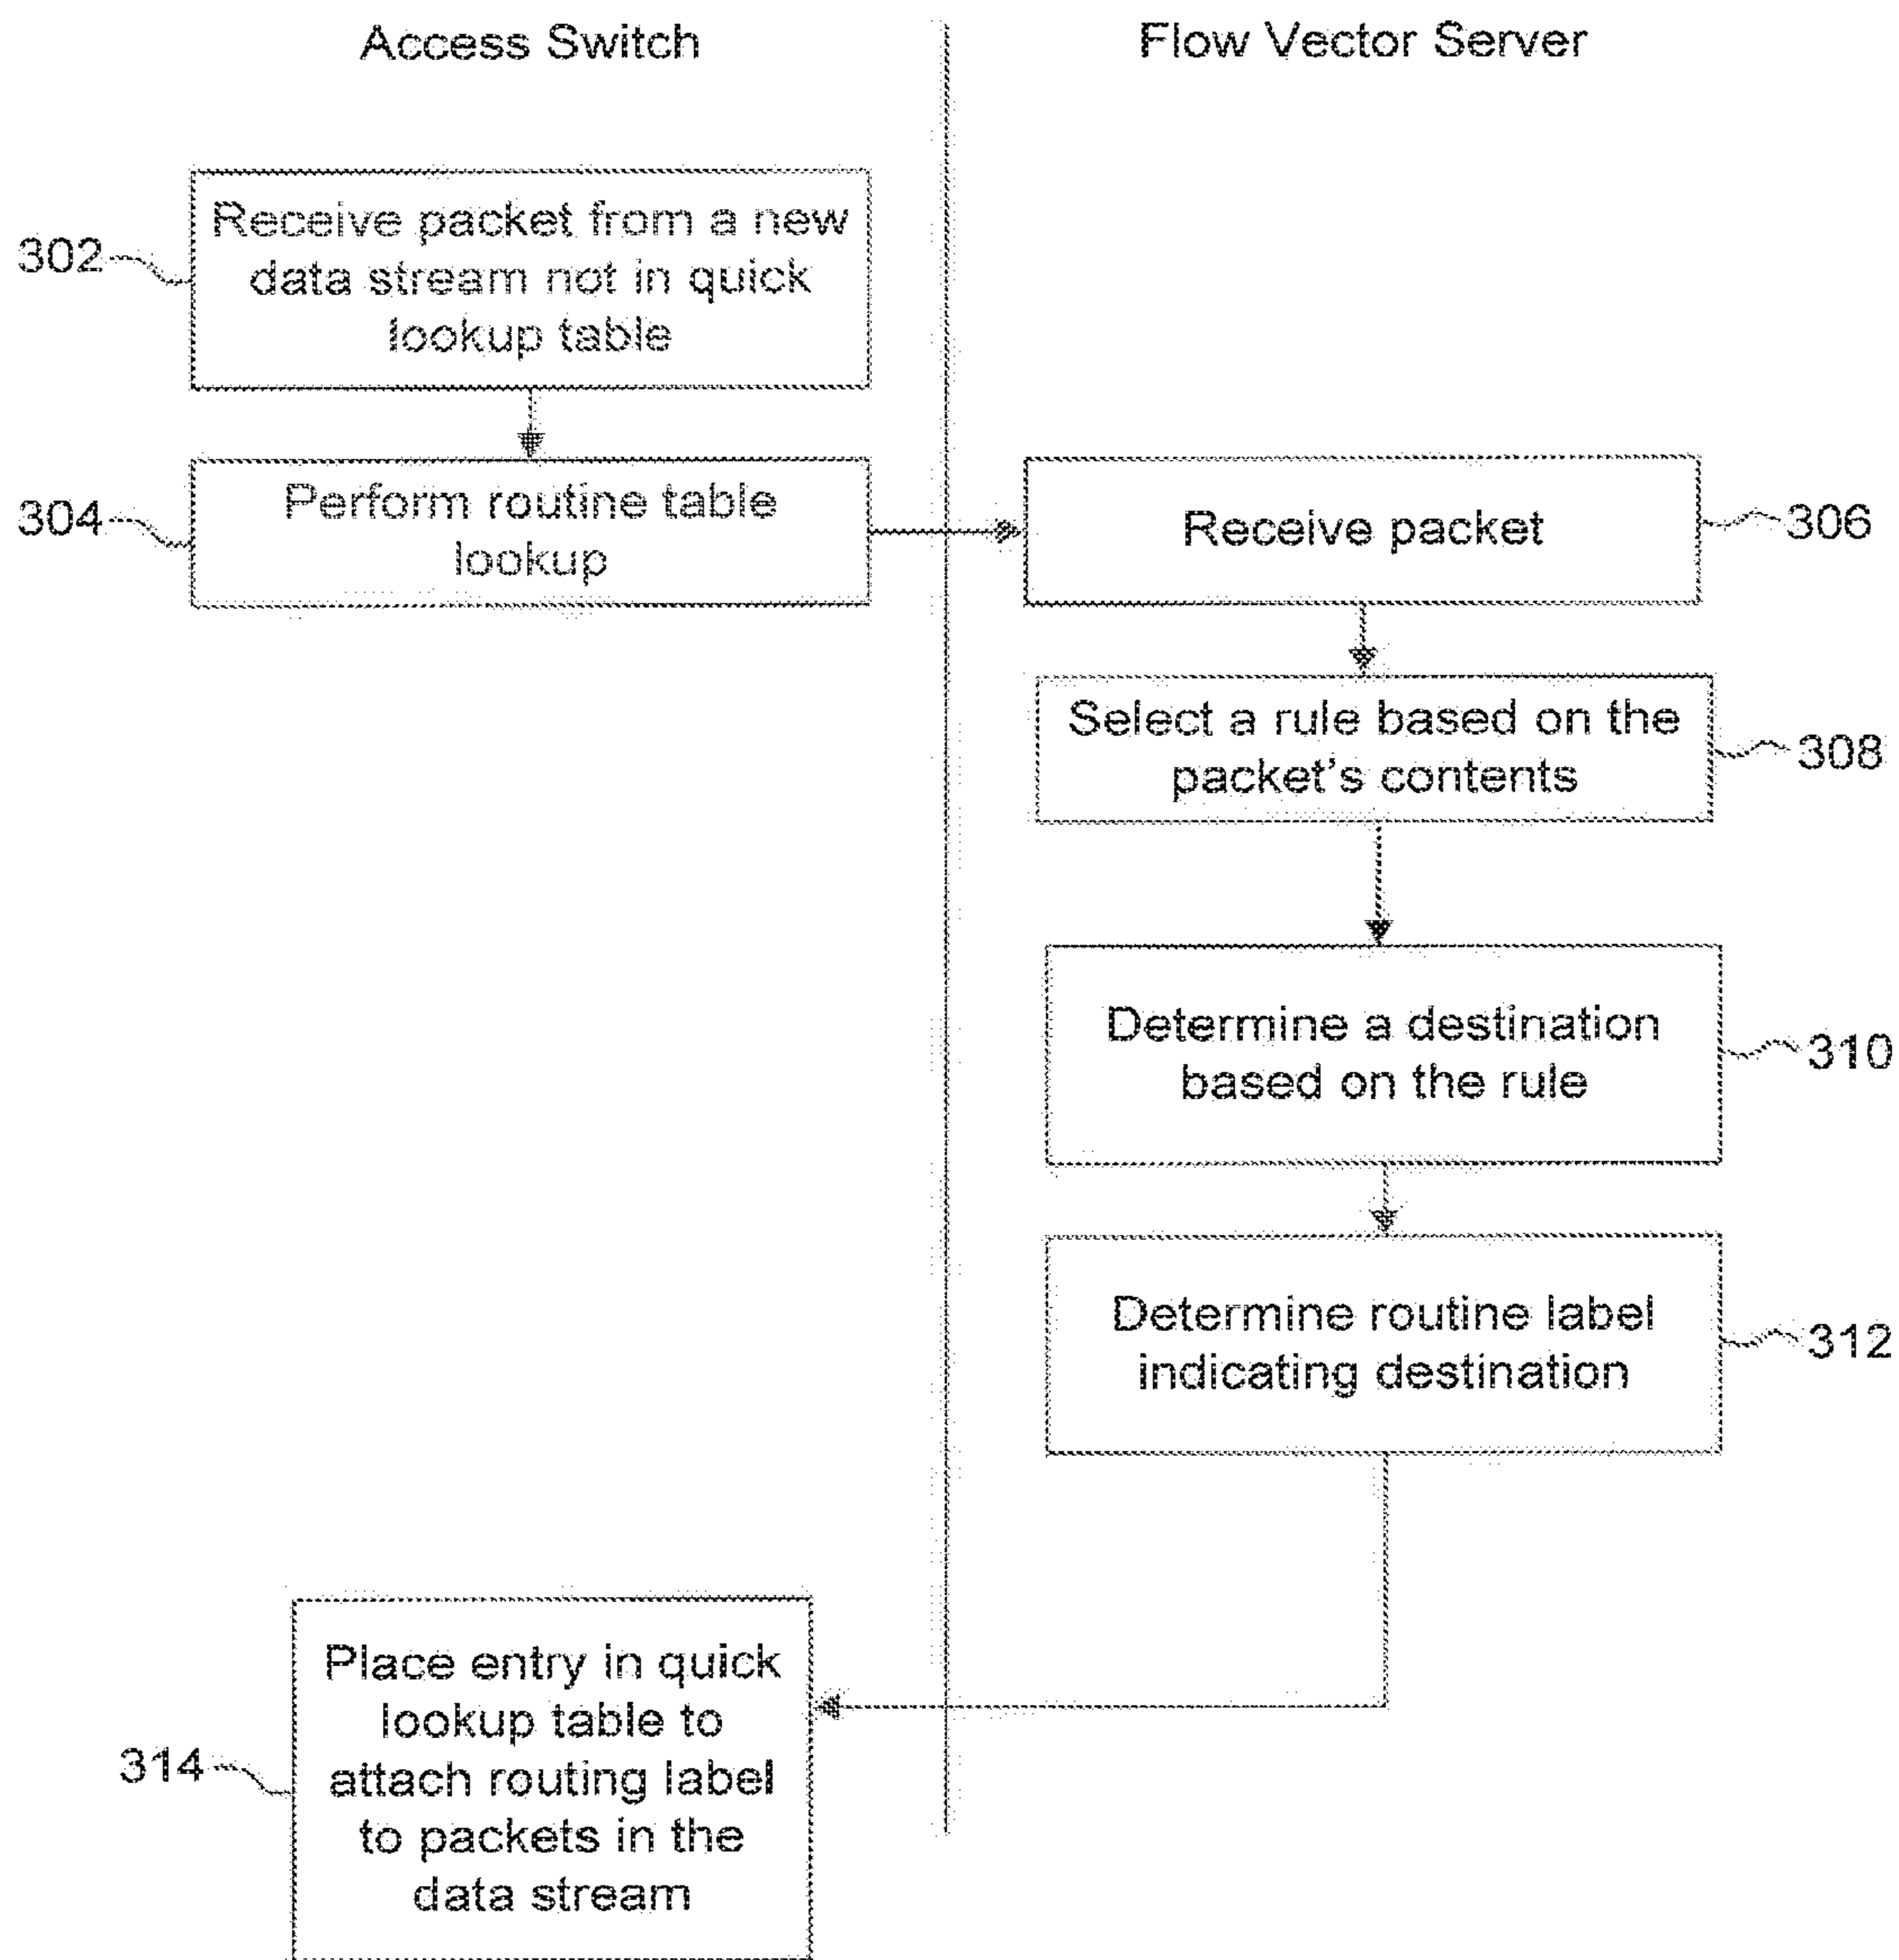 Access Switch
Flow Vector Server
302
Receive packet from a new
data stream not in quick
lookup table
304
Perform routine table
lookup
Receive packet
306
Select a rule based on the
packet's contents
308
Determine a destination
based on the rule
310
Determine routine label
indicating destination
312
314
Place entry in quick
lookup table to
attach routing label
to packets in the
data stream